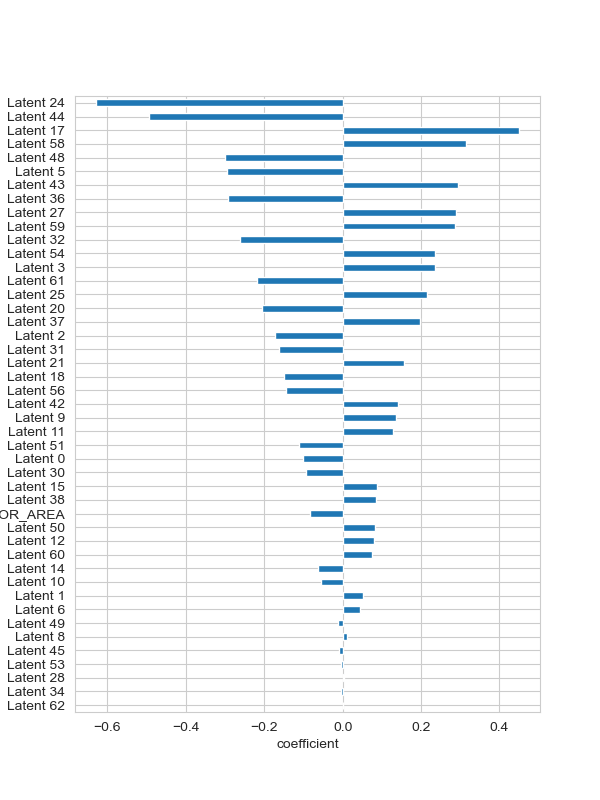 Latent 24
Latent 44
Latent 17
Latent 58
Latent 48
Latent 5
Latent 43
Latent 36
Latent 27
Latent 59
Latent 32
Latent 54
Latent 3
Latent 61
Latent 25
Latent 20
Latent 37
Latent 2
Latent 31
Latent 21
Latent 18
Latent 56
Latent 42
Latent 9
Latent 11
Latent 51
Latent 0
Latent 30
Latent 15
Latent 38
OR_AREA
Latent 50
Latent 12
Latent 60
Latent 14
Latent 10
Latent 1
Latent 6
Latent 49
Latent 8
Latent 45
Latent 53
Latent 28
Latent 34
Latent 62
−0.6 −0.4 −0.2 0.0 0.2 0.4
coefficient